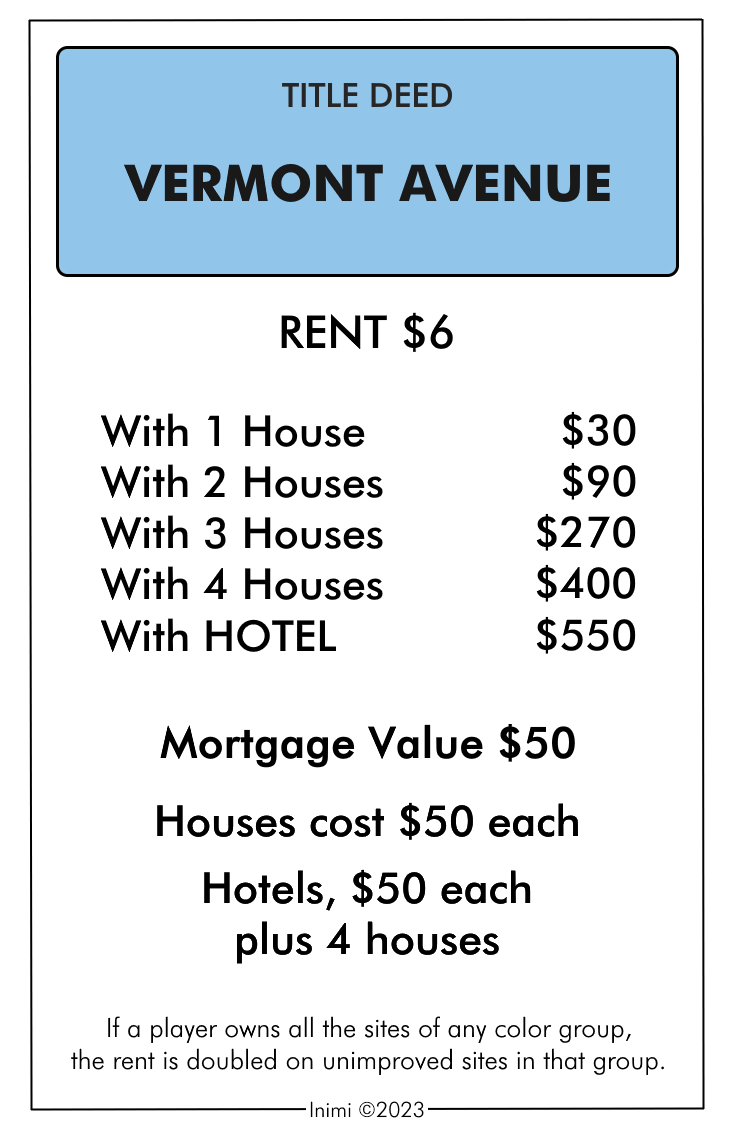 TITLE DEED
VERMONT AVENUE
RENT $6
With 1 House $30
With 2 Houses $90
With 3 Houses $270
With 4 Houses $400
With HOTEL $550
Mortgage Value $50
Houses cost $50 each
Hotels, $50 each
plus 4 houses
If a player owns all the sites of any color group,
the rent is doubled on unimproved sites in that group.
Inimi ©2023